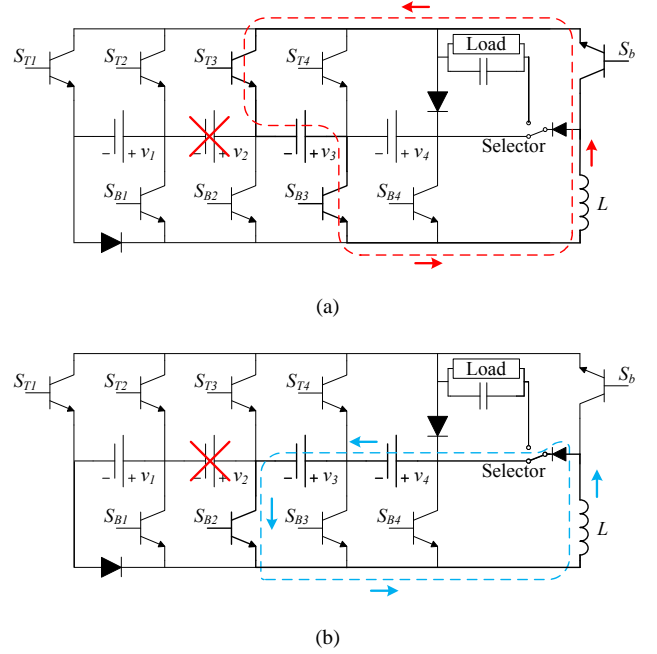 S_T1 S_T2 S_T3 S_T4 Load S_b
− + v_1 − + v_2 − + v_3 − + v_4 Selector
S_B1 S_B2 S_B3 S_B4 L
(a)
S_T1 S_T2 S_T3 S_T4 Load S_b
− + v_1 − + v_2 − + v_3 − + v_4 Selector
S_B1 S_B2 S_B3 S_B4 L
(b)